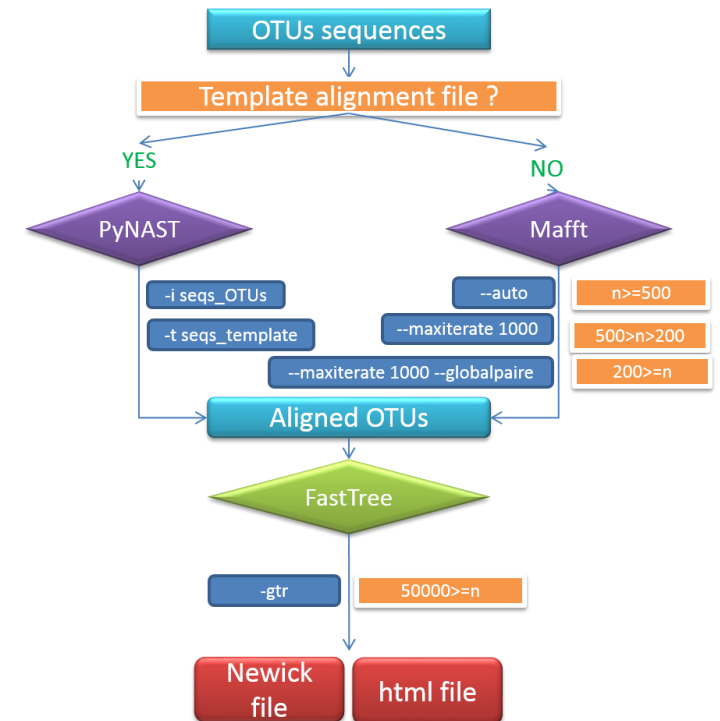 OTUs sequences
Template alignment file ?
YES
NO
PyNAST
Mafft
-i seqs_OTUs
--auto
n>=500
-t seqs_template
--maxiterate 1000
500>n>200
--maxiterate 1000 --globalpaire
200>=n
Aligned OTUs
FastTree
-gtr
50000>=n
Newick
file
html file